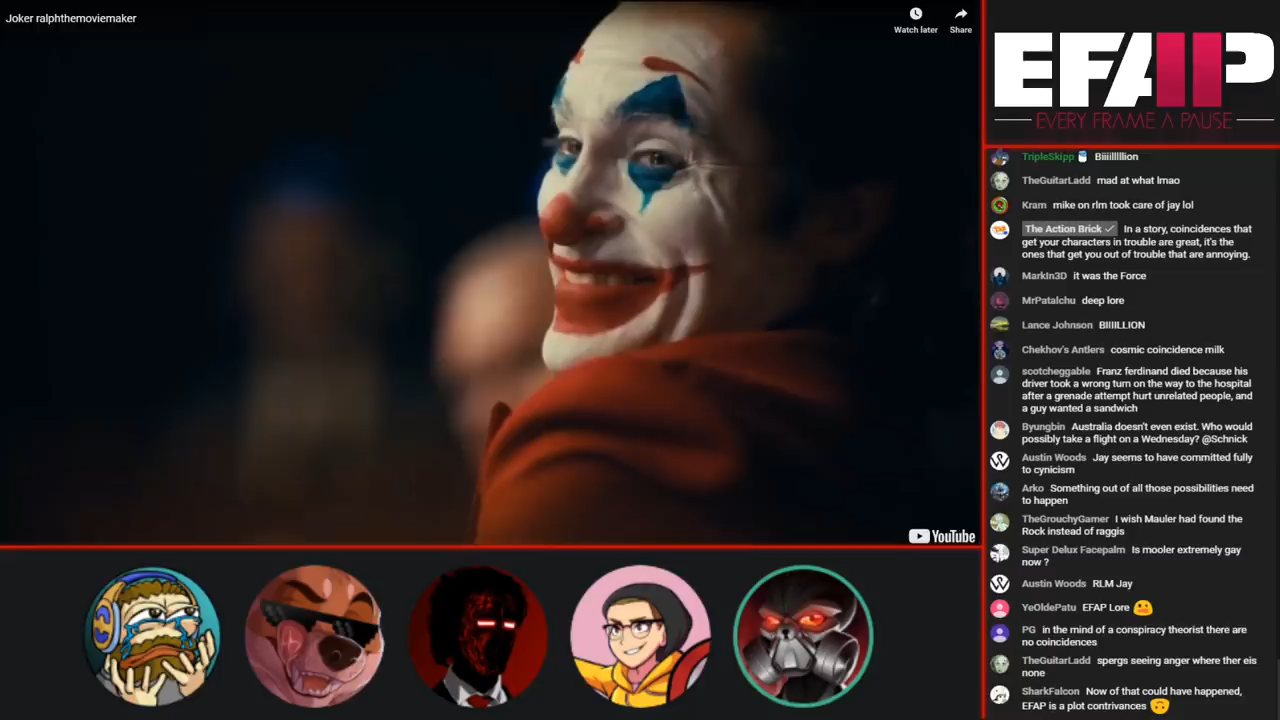 Joker ralphthemoviemaker
Watch later
Share
YouTube
EFAP
EVERY FRAME A PAUSE
TripleSkipp Biiiillllllion
TheGuitarLadd mad at what lmao
Kram mike on rlm took care of jay lol
The Action Brick ✓ In a story, coincidences that
get your characters in trouble are great, it's the
ones that get you out of trouble that are annoying.
MarkIn3D it was the Force
MrPatalchu deep lore
Lance Johnson BIIIILLION
Chekhov's Antlers cosmic coincidence milk
scotcheggable Franz ferdinand died because his
driver took a wrong turn on the way to the hospital
after a grenade attempt hurt unrelated people, and
a guy wanted a sandwich
Byungbin Australia doesn't even exist. Who would
possibly take a flight on a Wednesday? @Schnick
Austin Woods Jay seems to have committed fully
to cynicism
Arko Something out of all those possibilities need
to happen
TheGrouchyGamer I wish Mauler had found the
Rock instead of raggis
Super Delux Facepalm Is mooler extremely gay
now ?
Austin Woods RLM Jay
YeOldePatu EFAP Lore
PG in the mind of a conspiracy theorist there are
no coincidences
TheGuitarLadd spergs seeing anger where ther eis
none
SharkFalcon Now of that could have happened,
EFAP is a plot contrivances